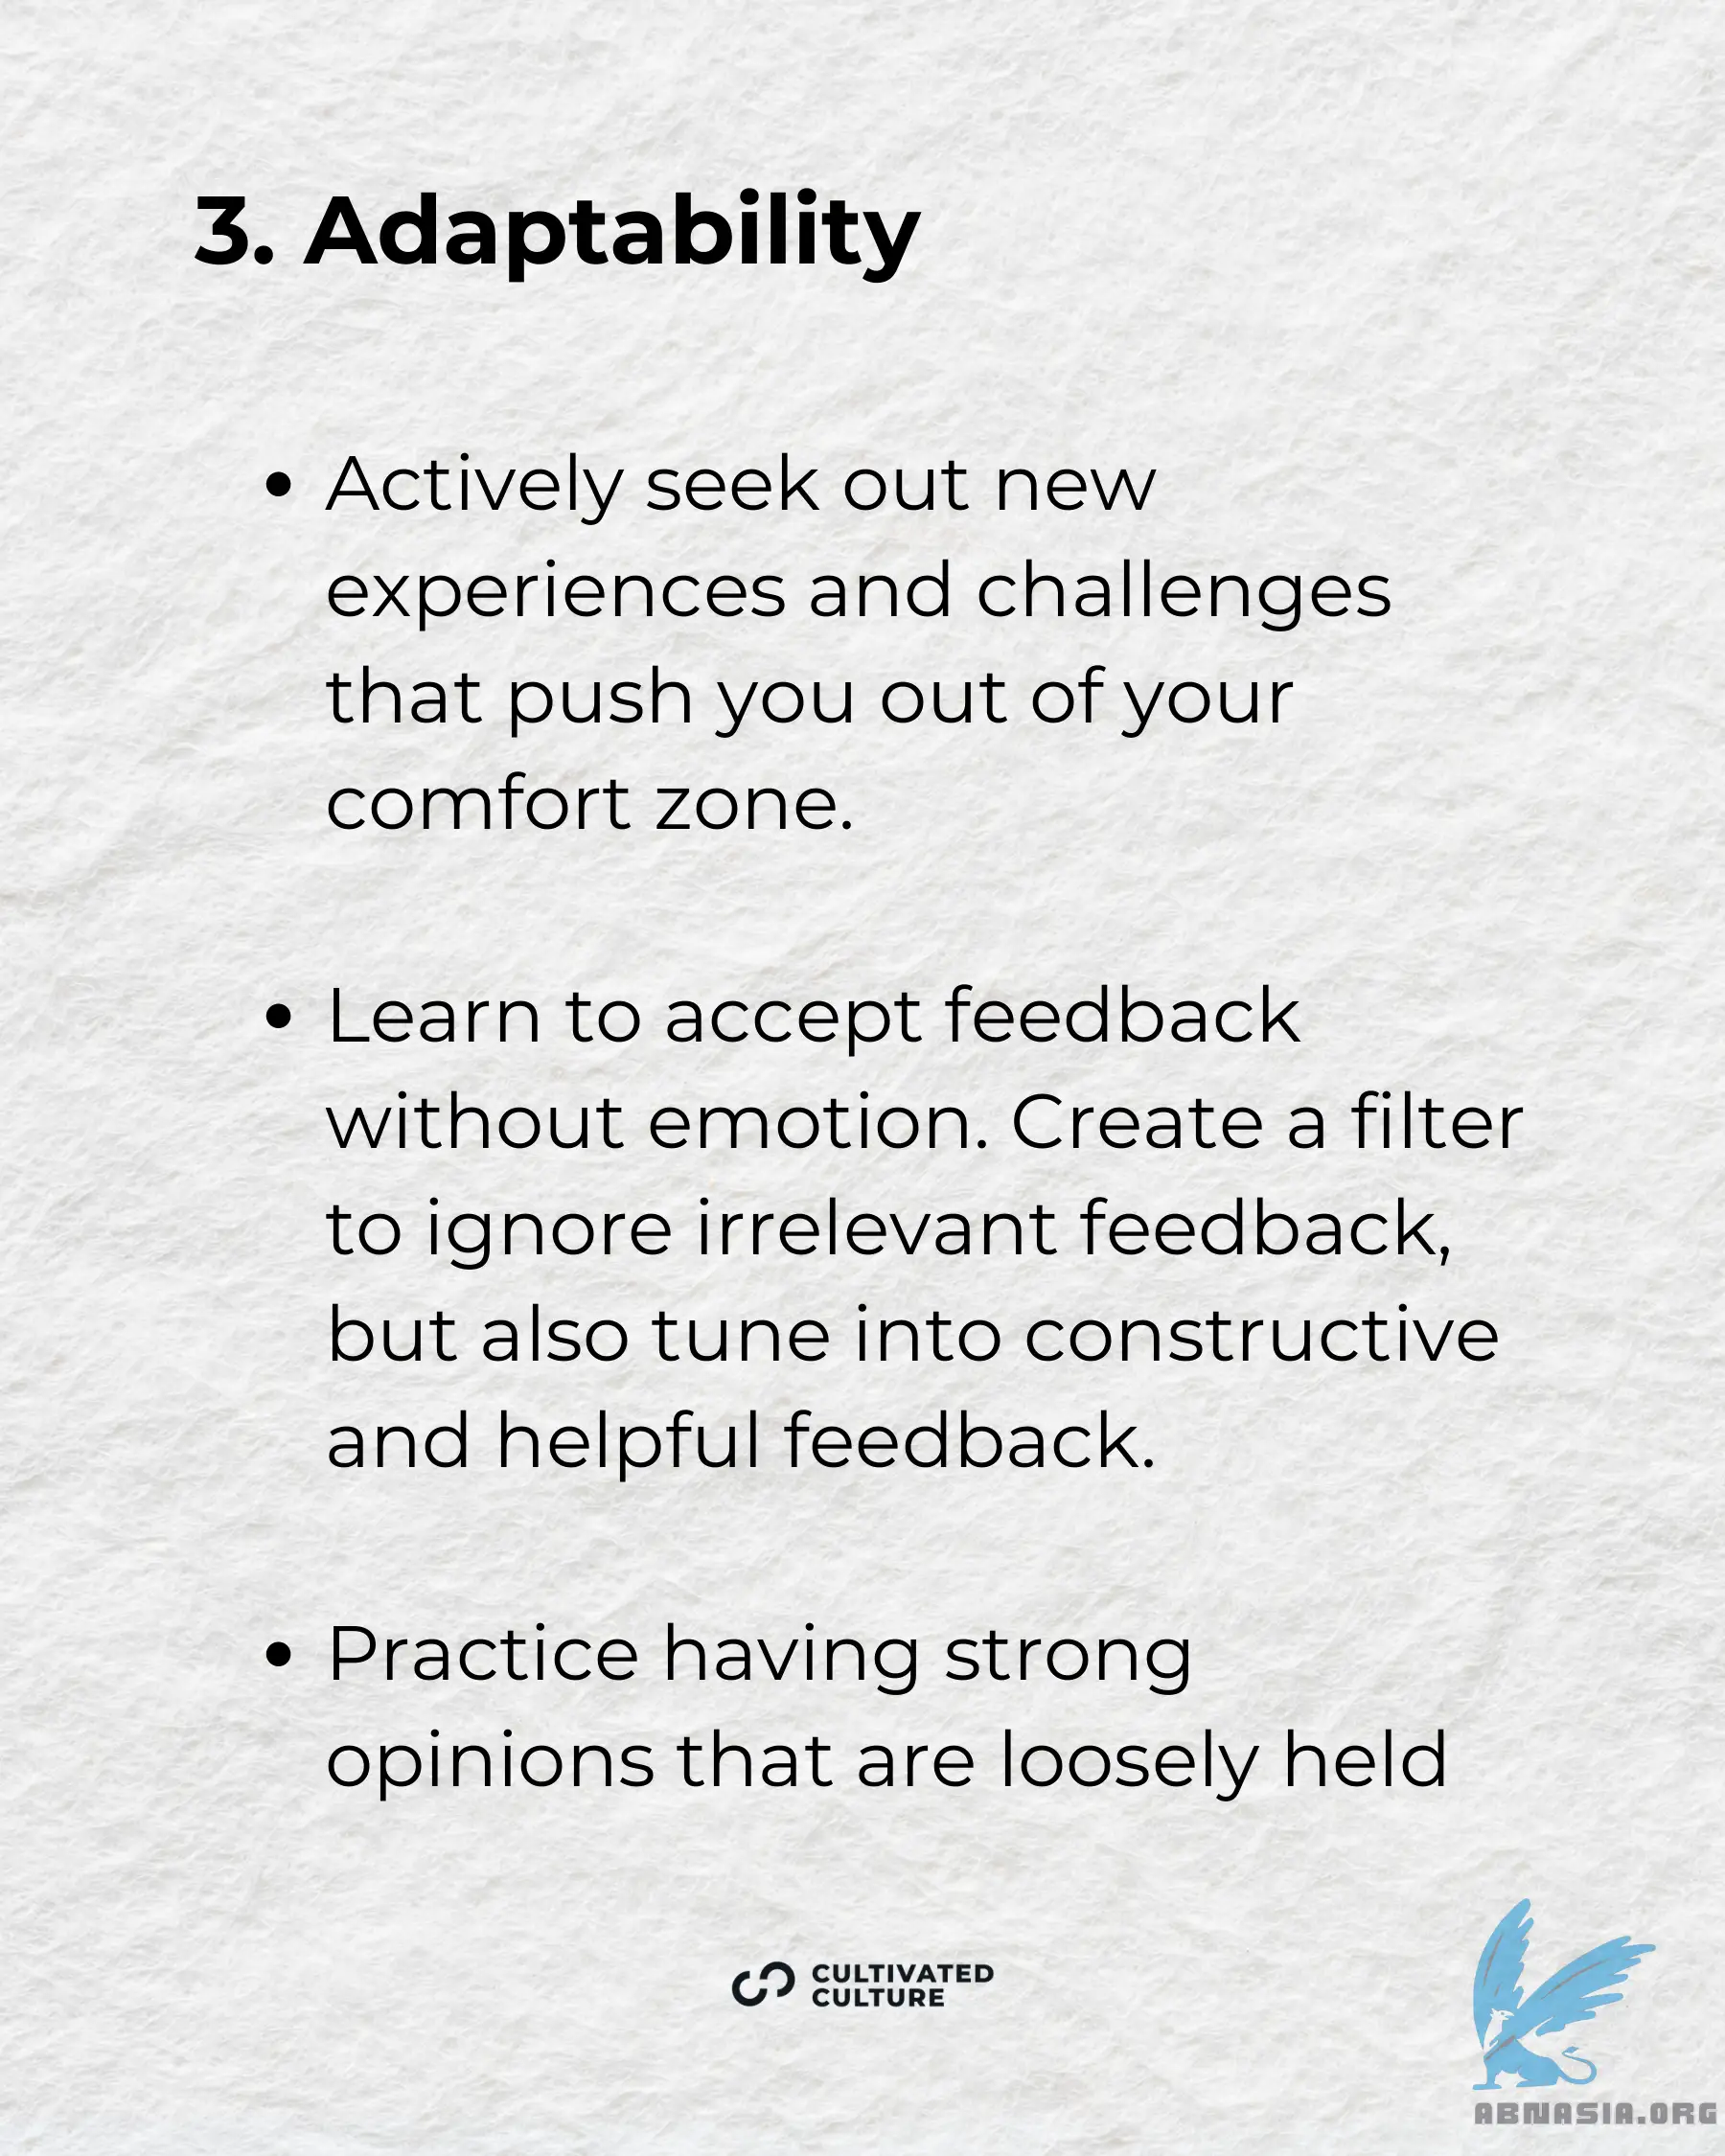 3. Adaptability
• Actively seek out new
experiences and challenges
that push you out of your
comfort zone.
• Learn to accept feedback
without emotion. Create a filter
to ignore irrelevant feedback,
but also tune into constructive
and helpful feedback.
• Practice having strong
opinions that are loosely held
CULTIVATED
CULTURE
ABNASIA.ORG